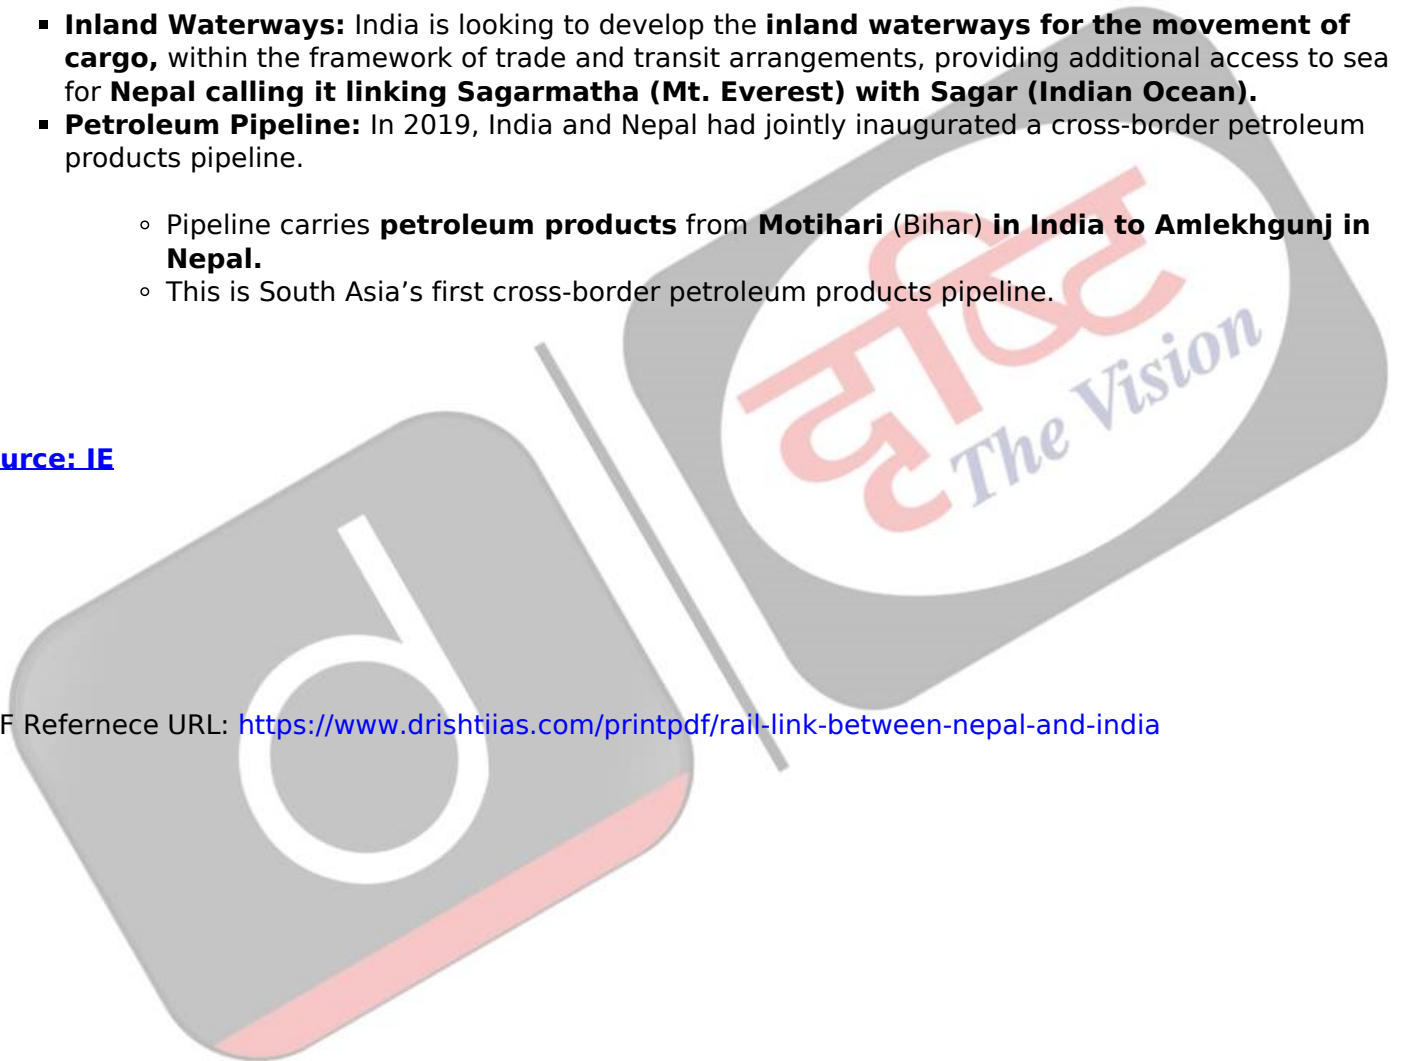 ▪ Inland Waterways: India is looking to develop the inland waterways for the movement of
cargo, within the framework of trade and transit arrangements, providing additional access to sea
for Nepal calling it linking Sagarmatha (Mt. Everest) with Sagar (Indian Ocean).
▪ Petroleum Pipeline: In 2019, India and Nepal had jointly inaugurated a cross-border petroleum
products pipeline.
◦ Pipeline carries petroleum products from Motihari (Bihar) in India to Amlekhgunj in
Nepal.
◦ This is South Asia’s first cross-border petroleum products pipeline.
दृष्टि
The Vision
urce: IE
d
F Refernece URL: https://www.drishtiias.com/printpdf/rail-link-between-nepal-and-india